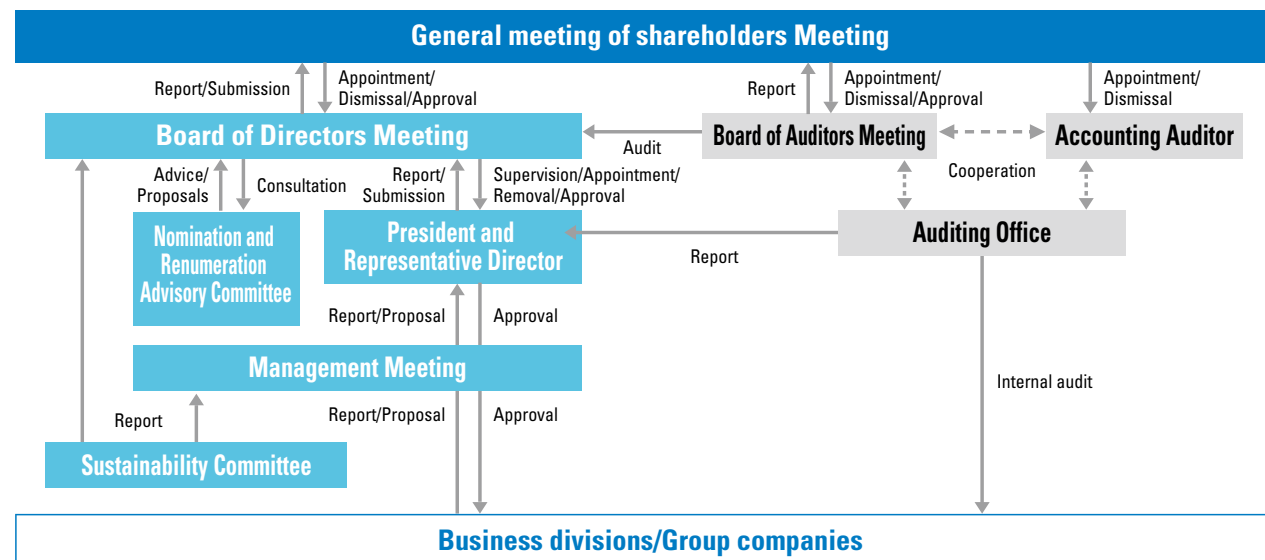 General meeting of shareholders Meeting
Report/Submission
Appointment/
Dismissal/Approval
Report
Appointment/
Dismissal/Approval
Appointment/
Dismissal
Board of Directors Meeting
Audit
Board of Auditors Meeting
Accounting Auditor
Cooperation
Advice/
Proposals
Consultation
Report/
Submission
Supervision/Appointment/
Removal/Approval
Nomination and
Renumeration
Advisory Committee
President and
Representative Director
Report
Auditing Office
Report/Proposal
Approval
Management Meeting
Internal audit
Report
Report/Proposal
Approval
Sustainability Committee
Business divisions/Group companies